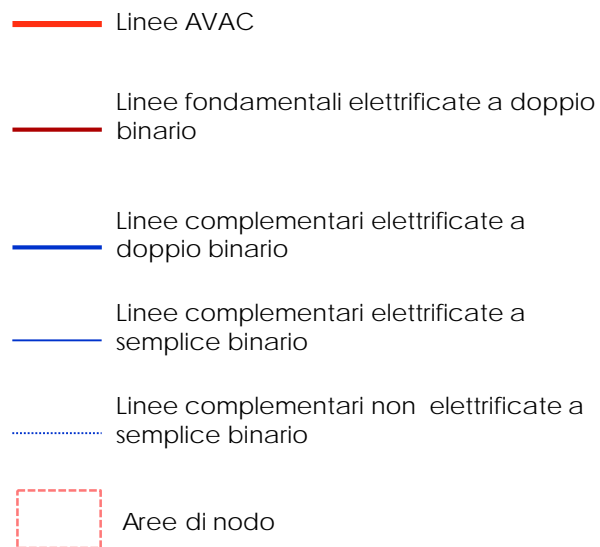 Linee AVAC
Linee fondamentali elettrificate a doppio
binario
Linee complementari elettrificate a
doppio binario
Linee complementari elettrificate a
semplice binario
Linee complementari non elettrificate a
semplice binario
Aree di nodo